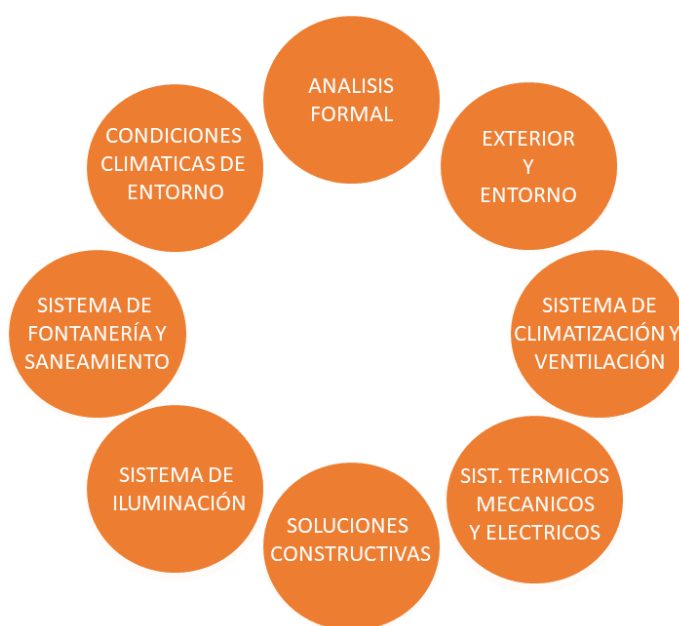 ANALISIS
FORMAL
EXTERIOR
Y
ENTORNO
SISTEMA DE
CLIMATIZACIÓN Y
VENTILACIÓN
SIST. TERMICOS
MECANICOS
Y ELECTRICOS
SOLUCIONES
CONSTRUCTIVAS
SISTEMA DE
ILUMINACIÓN
SISTEMA DE
FONTANERÍA Y
SANEAMIENTO
CONDICIONES
CLIMATICAS DE
ENTORNO